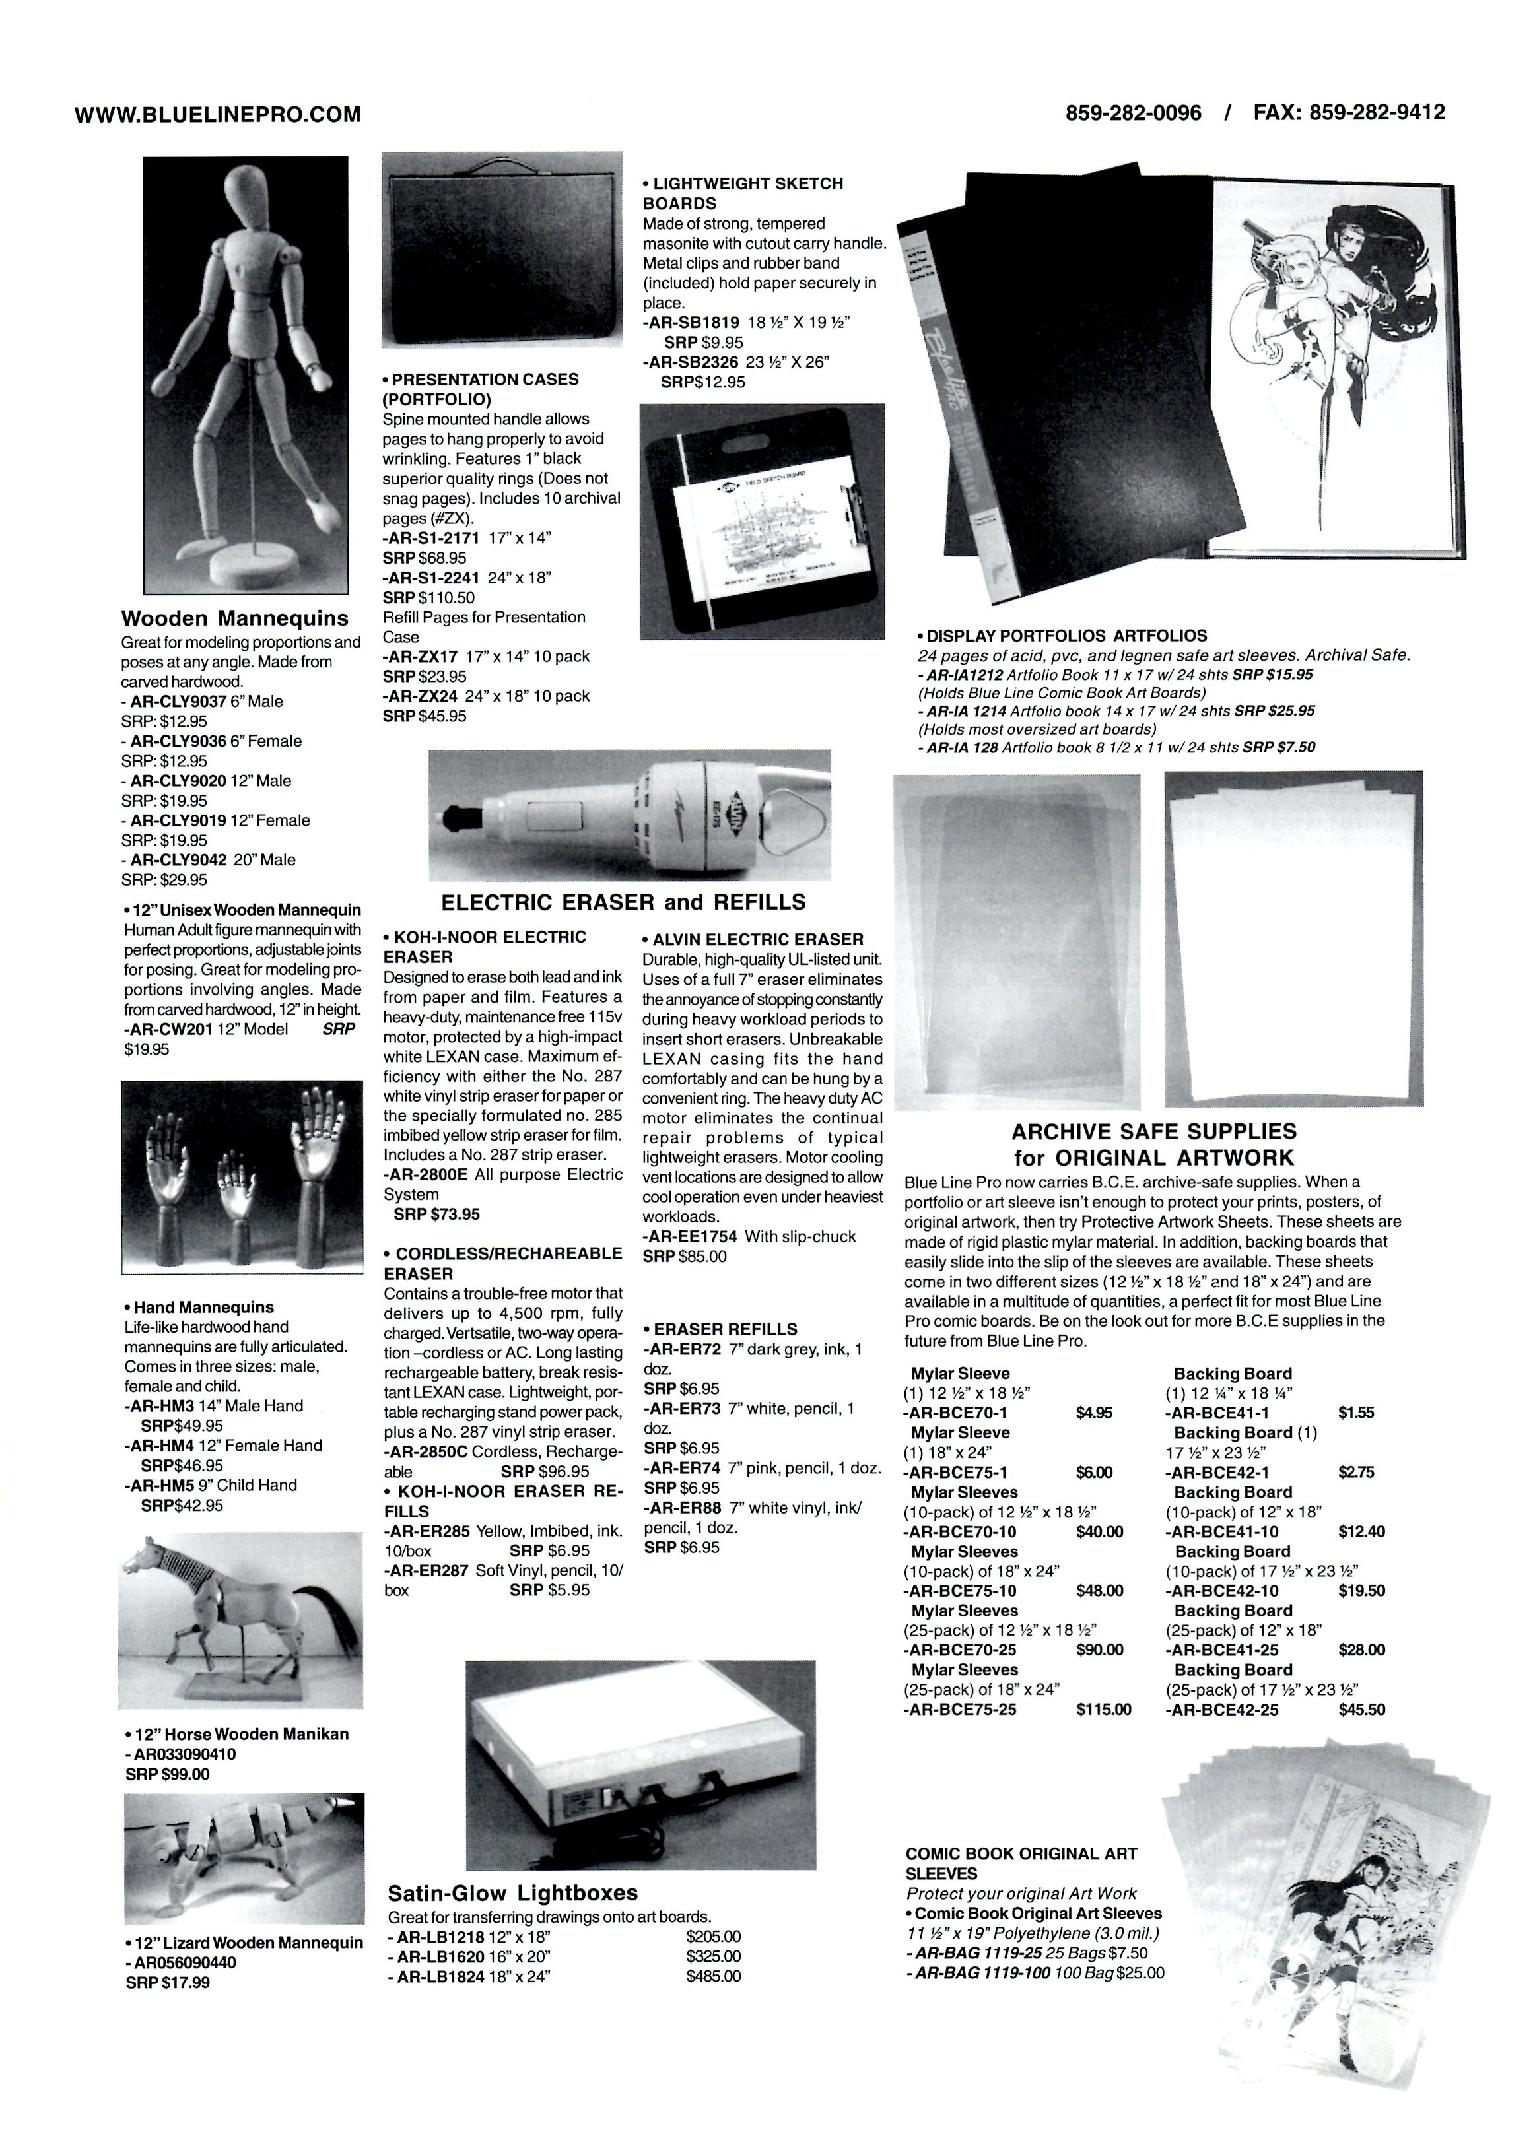 WWW.BLUELINEPRO.COM
859-282-0096 / FAX: 859-282-9412
Wooden Mannequins
Great for modeling proportions and
poses at any angle. Made from
carved hardwood.
- AR-CLY9037 6" Male
SRP: $12.95
- AR-CLY9036 6" Female
SRP: $12.95
- AR-CLY9020 12" Male
SRP: $19.95
- AR-CLY9019 12" Female
SRP: $19.95
- AR-CLY9042 20" Male
SRP: $29.95
• 12" Unisex Wooden Mannequin
Human Adult figure mannequin with
perfect proportions, adjustable joints
for posing. Great for modeling pro-
portions involving angles. Made
from carved hardwood, 12" in height.
-AR-CW201 12" Model SRP
$19.95
• Hand Mannequins
Life-like hardwood hand
mannequins are fully articulated.
Comes in three sizes: male,
female and child.
-AR-HM3 14" Male Hand
SRP$49.95
-AR-HM4 12" Female Hand
SRP$46.95
-AR-HM5 9" Child Hand
SRP$42.95
• 12" Horse Wooden Manikan
- AR033090410
SRP $99.00
• 12" Lizard Wooden Mannequin
- AR056090440
SRP $17.99
• PRESENTATION CASES
(PORTFOLIO)
Spine mounted handle allows
pages to hang properly to avoid
wrinkling. Features 1" black
superior quality rings (Does not
snag pages). Includes 10 archival
pages (#ZX).
-AR-S1-2171 17" x 14"
SRP $68.95
-AR-S1-2241 24" x 18"
SRP $110.50
Refill Pages for Presentation
Case
-AR-ZX17 17" x 14" 10 pack
SRP $23.95
-AR-ZX24 24" x 18" 10 pack
SRP $45.95
• LIGHTWEIGHT SKETCH
BOARDS
Made of strong, tempered
masonite with cutout carry handle.
Metal clips and rubber band
(included) hold paper securely in
place.
-AR-SB1819 18 ½" X 19 ½"
SRP $9.95
-AR-SB2326 23 ½" X 26"
SRP$12.95
ALVIN
ELECTRIC ERASER and REFILLS
• KOH-I-NOOR ELECTRIC
ERASER
Designed to erase both lead and ink
from paper and film. Features a
heavy-duty, maintenance free 115v
motor, protected by a high-impact
white LEXAN case. Maximum ef-
ficiency with either the No. 287
white vinyl strip eraser for paper or
the specially formulated no. 285
imbibed yellow strip eraser for film.
Includes a No. 287 strip eraser.
-AR-2800E All purpose Electric
System
SRP $73.95
• CORDLESS/RECHAREABLE
ERASER
Contains a trouble-free motor that
delivers up to 4,500 rpm, fully
charged. Vertsatile, two-way opera-
tion –cordless or AC. Long lasting
rechargeable battery, break resis-
tant LEXAN case. Lightweight, por-
table recharging stand power pack,
plus a No. 287 vinyl strip eraser.
-AR-2850C Cordless, Recharge-
able SRP $96.95
• KOH-I-NOOR ERASER RE-
FILLS
-AR-ER285 Yellow, Imbibed, ink.
10/box SRP $6.95
-AR-ER287 Soft Vinyl, pencil, 10/
box SRP $5.95
• ALVIN ELECTRIC ERASER
Durable, high-quality UL-listed unit.
Uses of a full 7" eraser eliminates
the annoyance of stopping constantly
during heavy workload periods to
insert short erasers. Unbreakable
LEXAN casing fits the hand
comfortably and can be hung by a
convenient ring. The heavy duty AC
motor eliminates the continual
repair problems of typical
lightweight erasers. Motor cooling
vent locations are designed to allow
cool operation even under heaviest
workloads.
-AR-EE1754 With slip-chuck
SRP $85.00
• ERASER REFILLS
-AR-ER72 7" dark grey, ink, 1
doz.
SRP $6.95
-AR-ER73 7" white, pencil, 1
doz.
SRP $6.95
-AR-ER74 7" pink, pencil, 1 doz.
SRP $6.95
-AR-ER88 7" white vinyl, ink/
pencil, 1 doz.
SRP $6.95
Satin-Glow Lightboxes
Great for transferring drawings onto art boards.
- AR-LB1218 12" x 18" $205.00
- AR-LB1620 16" x 20" $325.00
- AR-LB1824 18" x 24" $485.00
• DISPLAY PORTFOLIOS ARTFOLIOS
24 pages of acid, pvc, and legnen safe art sleeves. Archival Safe.
- AR-IA1212 Artfolio Book 11 x 17 w/ 24 shts SRP $15.95
(Holds Blue Line Comic Book Art Boards)
- AR-IA 1214 Artfolio book 14 x 17 w/ 24 shts SRP $25.95
(Holds most oversized art boards)
- AR-IA 128 Artfolio book 8 1/2 x 11 w/ 24 shts SRP $7.50
ARCHIVE SAFE SUPPLIES
for ORIGINAL ARTWORK
Blue Line Pro now carries B.C.E. archive-safe supplies. When a
portfolio or art sleeve isn't enough to protect your prints, posters, of
original artwork, then try Protective Artwork Sheets. These sheets are
made of rigid plastic mylar material. In addition, backing boards that
easily slide into the slip of the sleeves are available. These sheets
come in two different sizes (12 ½" x 18 ½" and 18" x 24") and are
available in a multitude of quantities, a perfect fit for most Blue Line
Pro comic boards. Be on the look out for more B.C.E supplies in the
future from Blue Line Pro.
Mylar Sleeve
(1) 12 ½" x 18 ½"
-AR-BCE70-1 $4.95
Mylar Sleeve
(1) 18" x 24"
-AR-BCE75-1 $6.00
Mylar Sleeves
(10-pack) of 12 ½" x 18 ½"
-AR-BCE70-10 $40.00
Mylar Sleeves
(10-pack) of 18" x 24"
-AR-BCE75-10 $48.00
Mylar Sleeves
(25-pack) of 12 ½" x 18 ½"
-AR-BCE70-25 $90.00
Mylar Sleeves
(25-pack) of 18" x 24"
-AR-BCE75-25 $115.00
Backing Board
(1) 12 ¼" x 18 ¼"
-AR-BCE41-1 $1.55
Backing Board (1)
17 ½" x 23 ½"
-AR-BCE42-1 $2.75
Backing Board
(10-pack) of 12" x 18"
-AR-BCE41-10 $12.40
Backing Board
(10-pack) of 17 ½" x 23 ½"
-AR-BCE42-10 $19.50
Backing Board
(25-pack) of 12" x 18"
-AR-BCE41-25 $28.00
Backing Board
(25-pack) of 17 ½" x 23 ½"
-AR-BCE42-25 $45.50
COMIC BOOK ORIGINAL ART
SLEEVES
Protect your original Art Work
• Comic Book Original Art Sleeves
11 ½" x 19" Polyethylene (3.0 mil.)
- AR-BAG 1119-25 25 Bags $7.50
- AR-BAG 1119-100 100 Bag $25.00